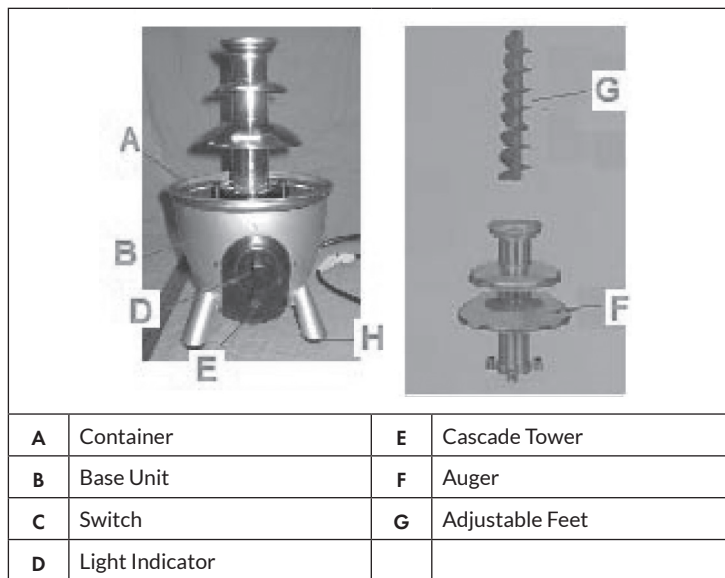 A
B
D
E
H
G
F
A Container E Cascade Tower
B Base Unit F Auger
C Switch G Adjustable Feet
D Light Indicator